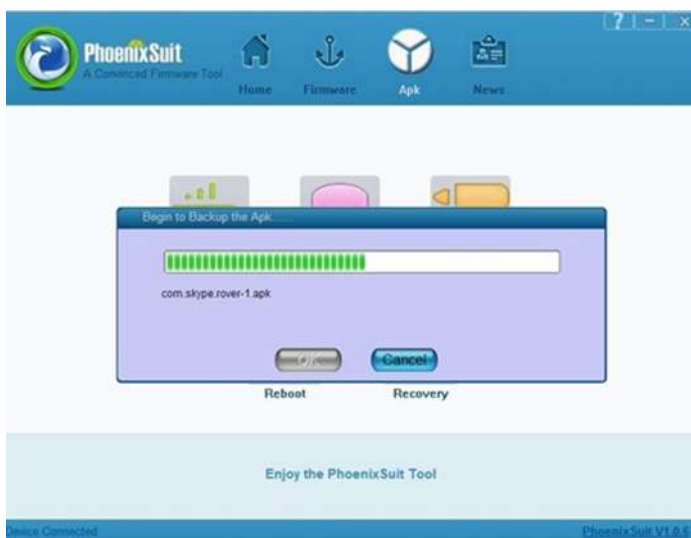 ? - x
PhoenixSuit
A Convinced Firmware Tool
Home Firmware Apk News
Begin to Backup the Apk......
com.skype.rover-1.apk
OK Cancel
Reboot Recovery
Enjoy the PhoenixSuit Tool
Device Connected PhoenixSuit V1.0.6